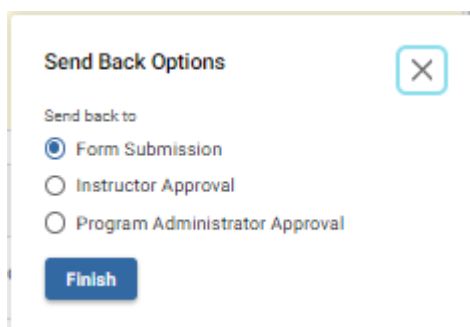 Send Back Options
Send back to
Form Submission
Instructor Approval
Program Administrator Approval
Finish